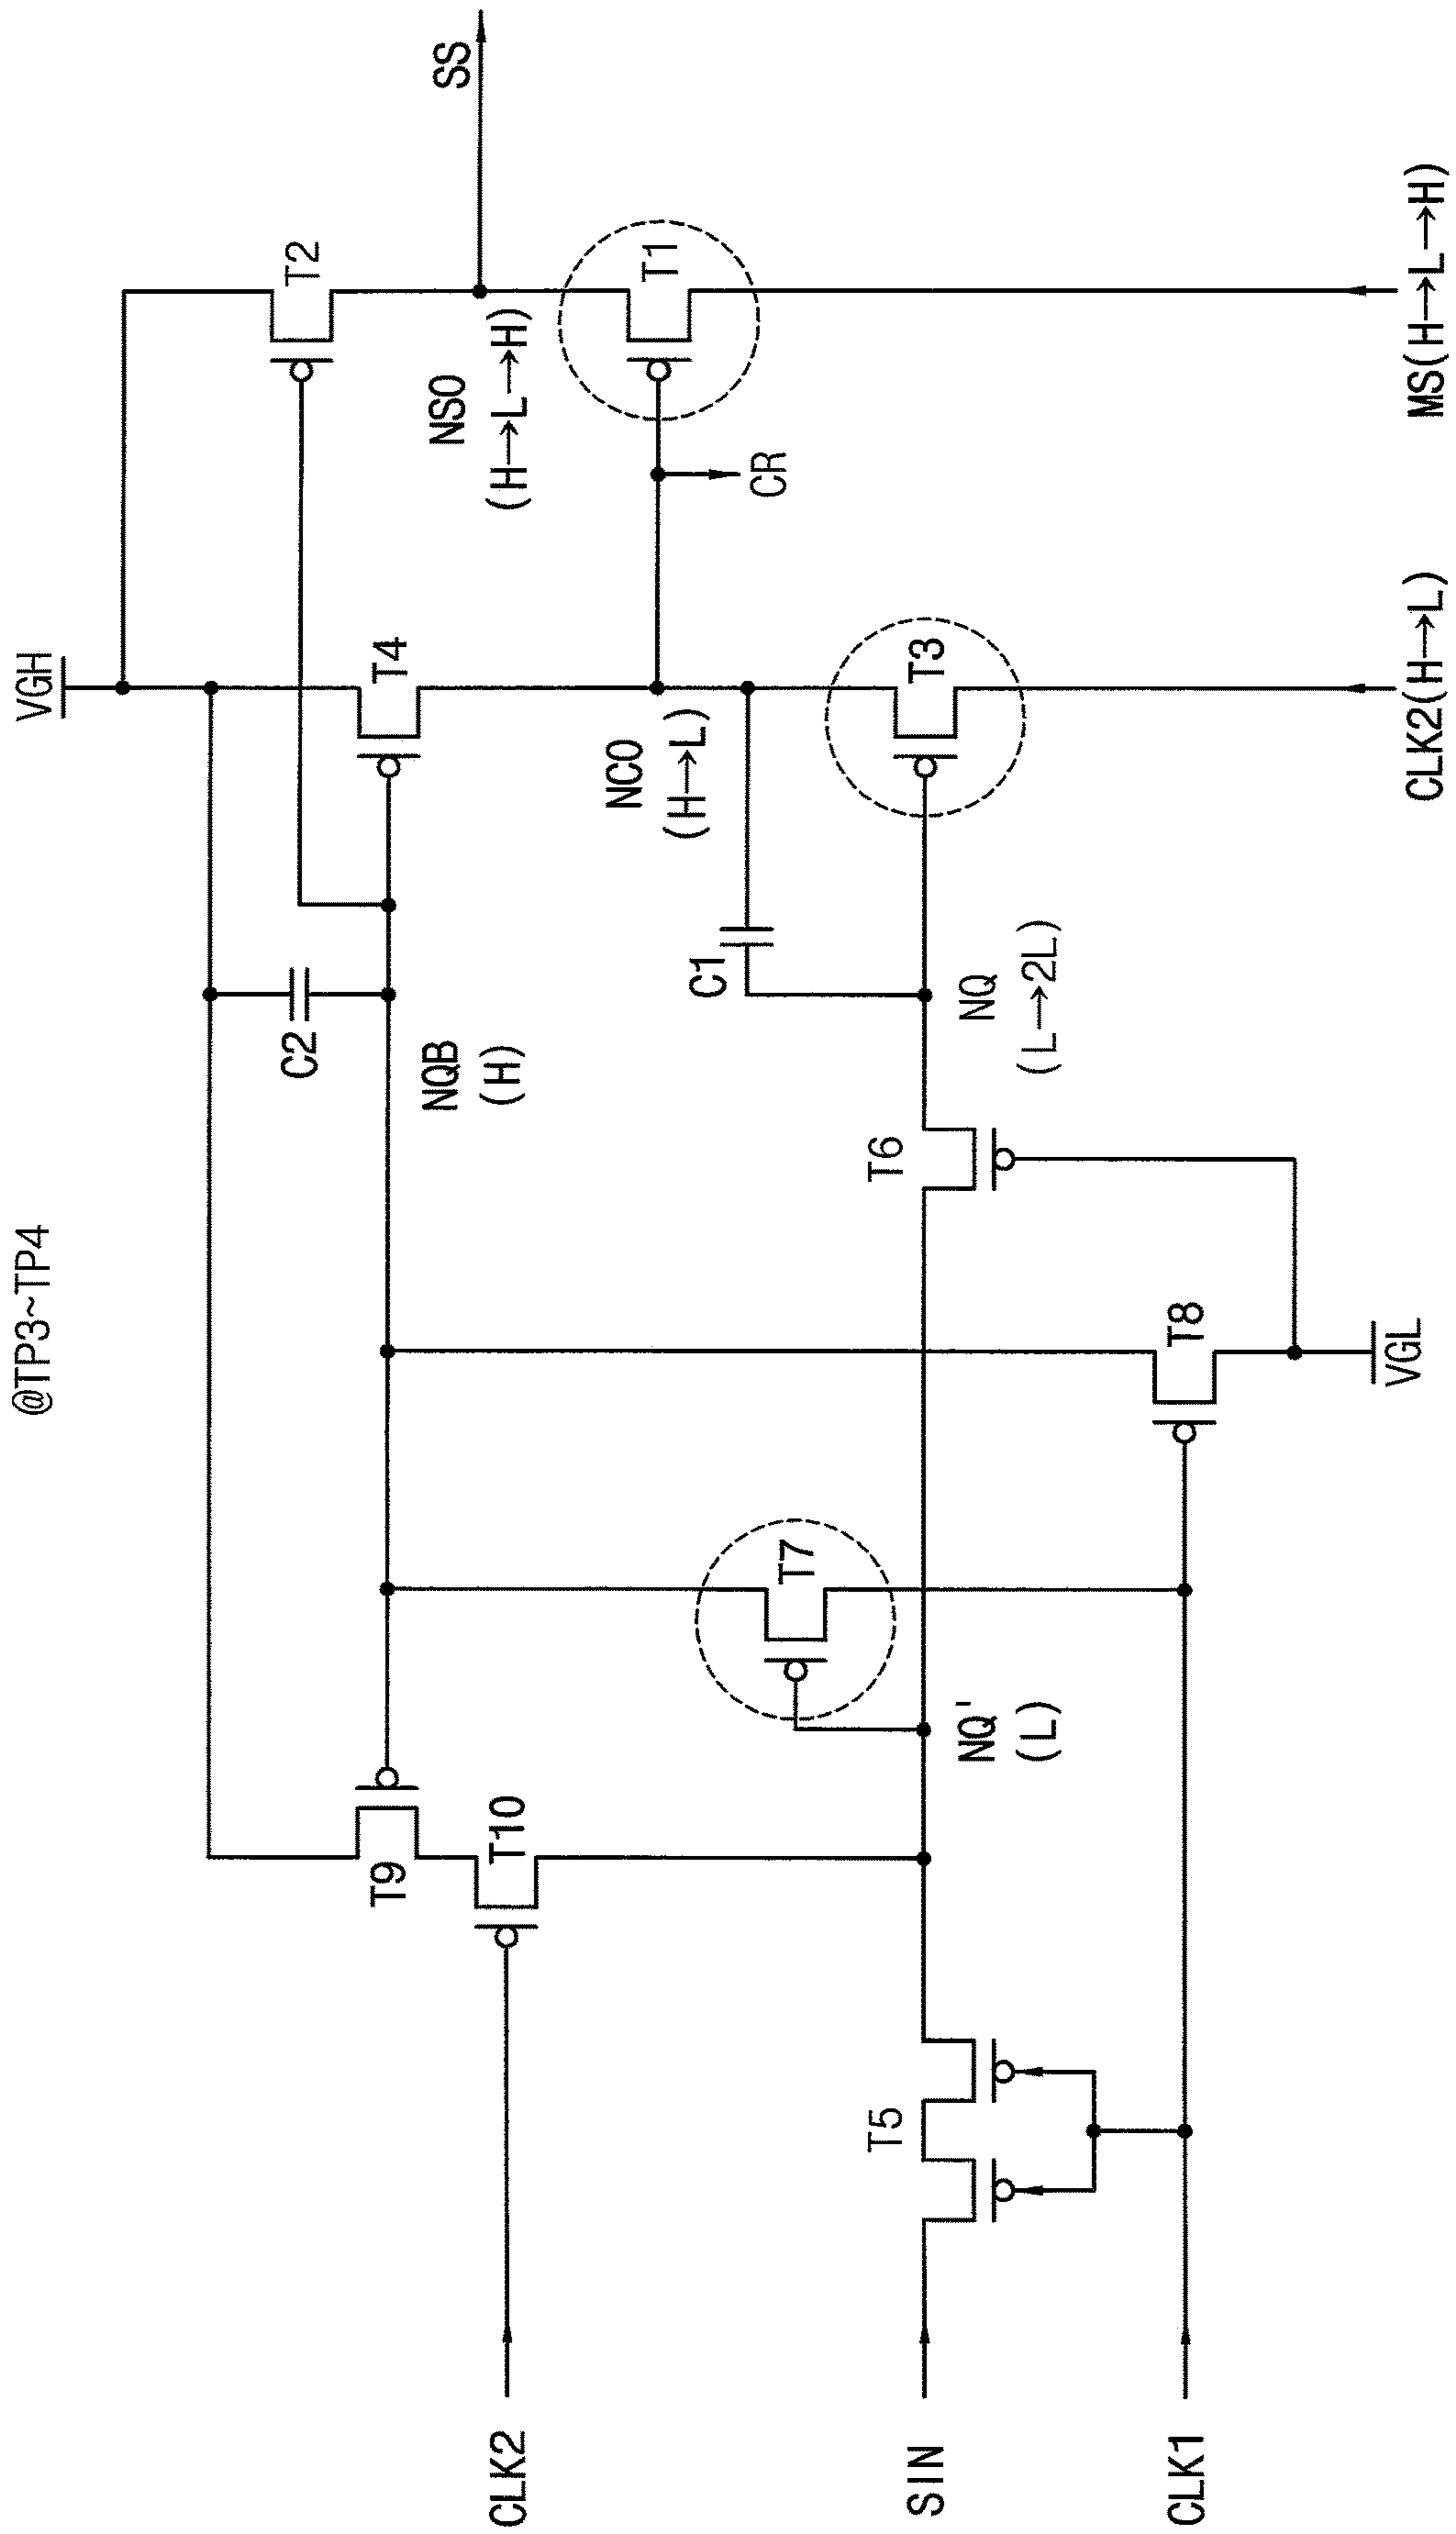 @TP3~TP4
VGH
T2
SS
NSO
(H→L→H)
T1
CR
MS(H→L→H)
T4
NCO
(H→L)
T3
CLK2(H→L)
C2
NQB
(H)
C1
NQ
(L→2L)
T6
T8
VGL
T7
NQ'
(L)
T9
T10
T5
CLK2
SIN
CLK1